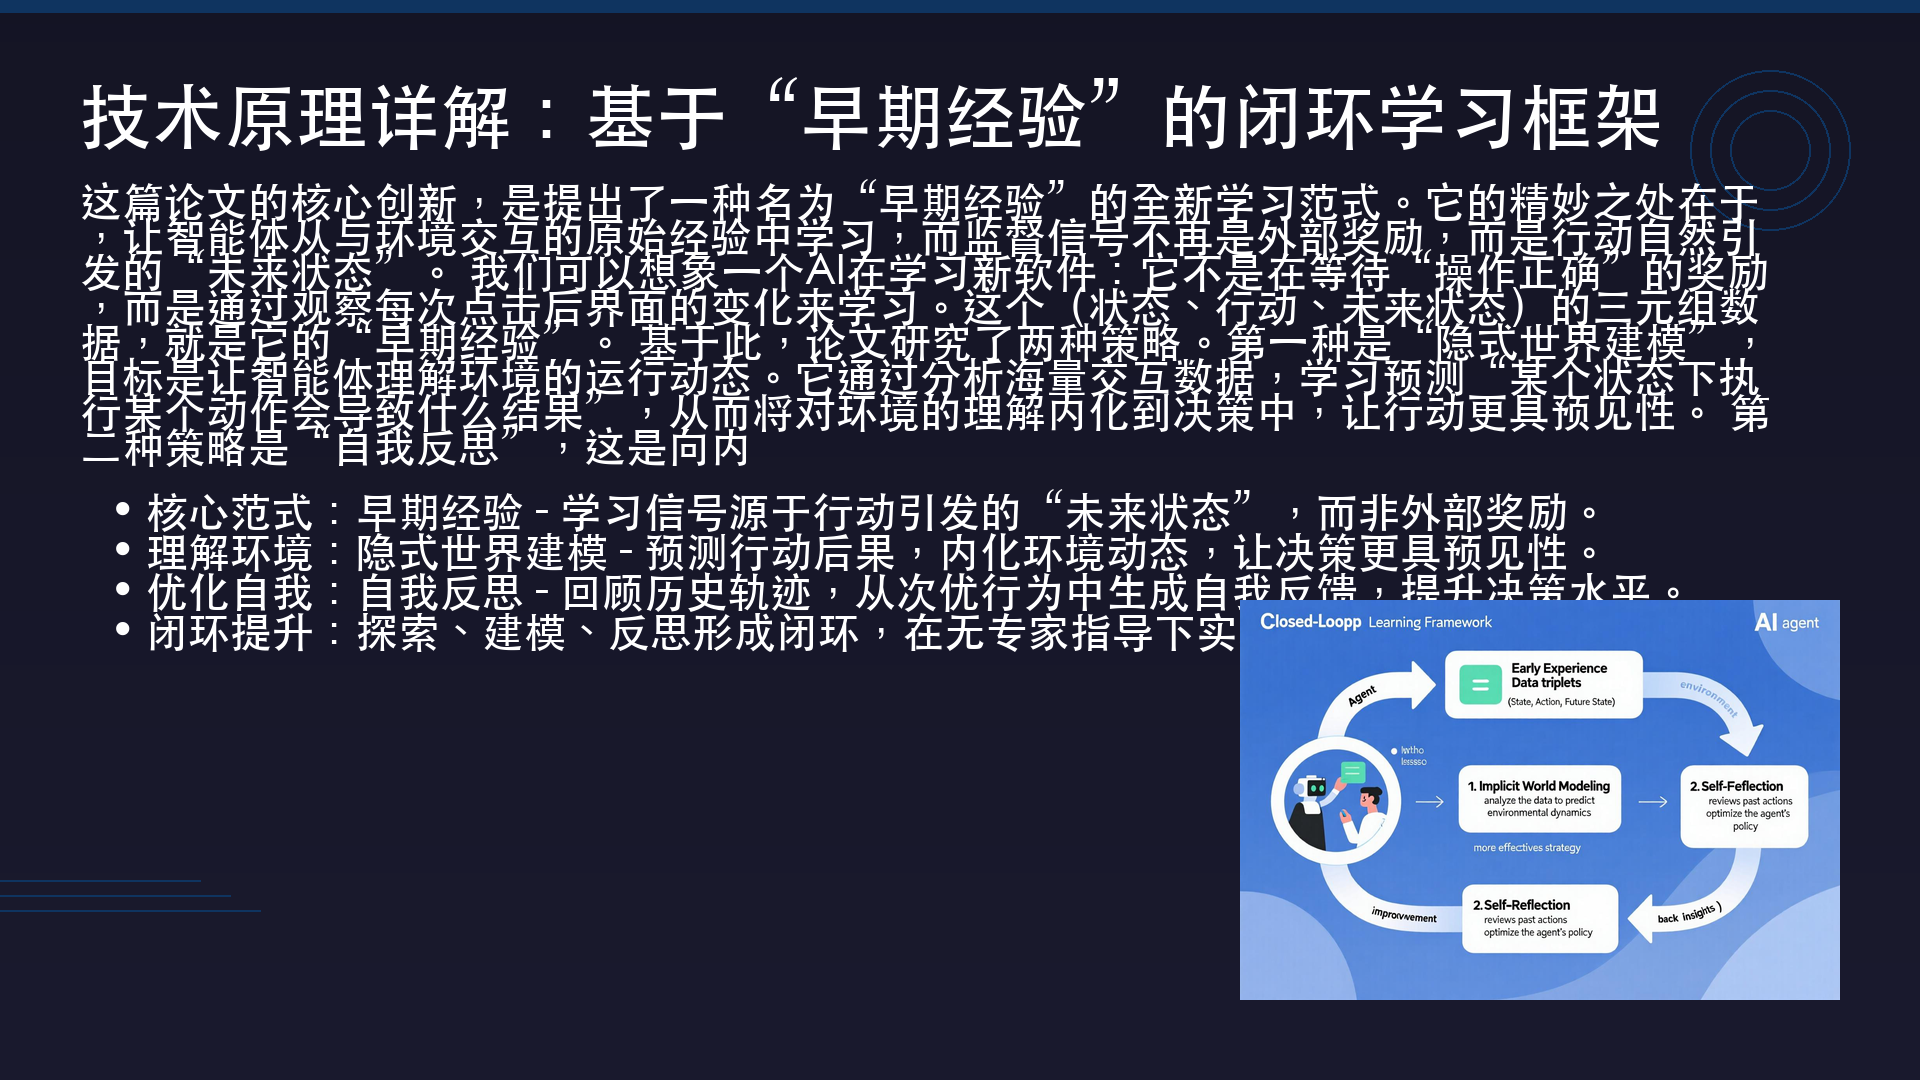 技术原理详解：基于“早期经验”的闭环学习框架
这篇论文的核心创新，是提出了一种名为“早期经验”的全新学习范式。它的精妙之处在于
，让智能体从与环境交互的原始经验中学习，而监督信号不再是外部奖励，而是行动自然引
发的“未来状态”。 我们可以想象一个AI在学习新软件：它不是在等待“操作正确”的奖励
，而是通过观察每次点击后界面的变化来学习。这个（状态、行动、未来状态）的三元组数
据，就是它的“早期经验”。 基于此，论文研究了两种策略。第一种是“隐式世界建模”，
目标是让智能体理解环境的运行动态。它通过分析海量交互数据，学习预测“某个状态下执
行某个动作会导致什么结果”，从而将对环境的理解内化到决策中，让行动更具预见性。 第
二种策略是“自我反思”，这是向内
• 核心范式：早期经验 - 学习信号源于行动引发的“未来状态”，而非外部奖励。
• 理解环境：隐式世界建模 - 预测行动后果，内化环境动态，让决策更具预见性。
• 优化自我：自我反思 - 回顾历史轨迹，从次优行为中生成自我反馈，提升决策水平。
• 闭环提升：探索、建模、反思形成闭环，在无专家指导下实
Closed-Loopp Learning Framework
AI agent
Agent
Early Experience
Data triplets
(State, Action, Future State)
environment
1. Implicit World Modeling
analyze the data to predict
environmental dynamics
more effectives strategy
2. Self-Feflection
reviews past actions
optimize the agent's
policy
2. Self-Reflection
reviews past actions
optimize the agent's policy
back insights )